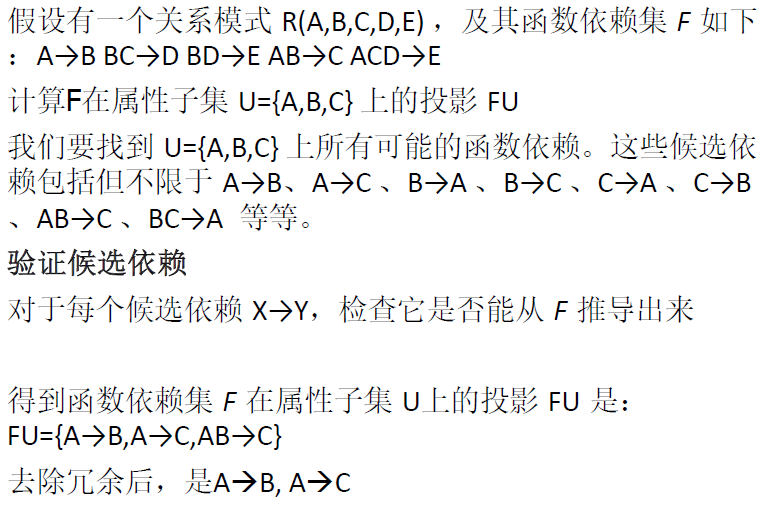 假设有一个关系模式 R(A,B,C,D,E) ，及其函数依赖集 F 如下
：A→B BC→D BD→E AB→C ACD→E
计算F在属性子集 U={A,B,C} 上的投影 FU
我们要找到 U={A,B,C} 上所有可能的函数依赖。这些候选依
赖包括但不限于 A→B、A→C 、B→A 、B→C 、C→A 、C→B
、AB→C 、BC→A 等等。
验证候选依赖
对于每个候选依赖 X→Y，检查它是否能从 F 推导出来
得到函数依赖集 F 在属性子集 U上的投影 FU 是：
FU={A→B,A→C,AB→C}
去除冗余后，是A→B, A→C